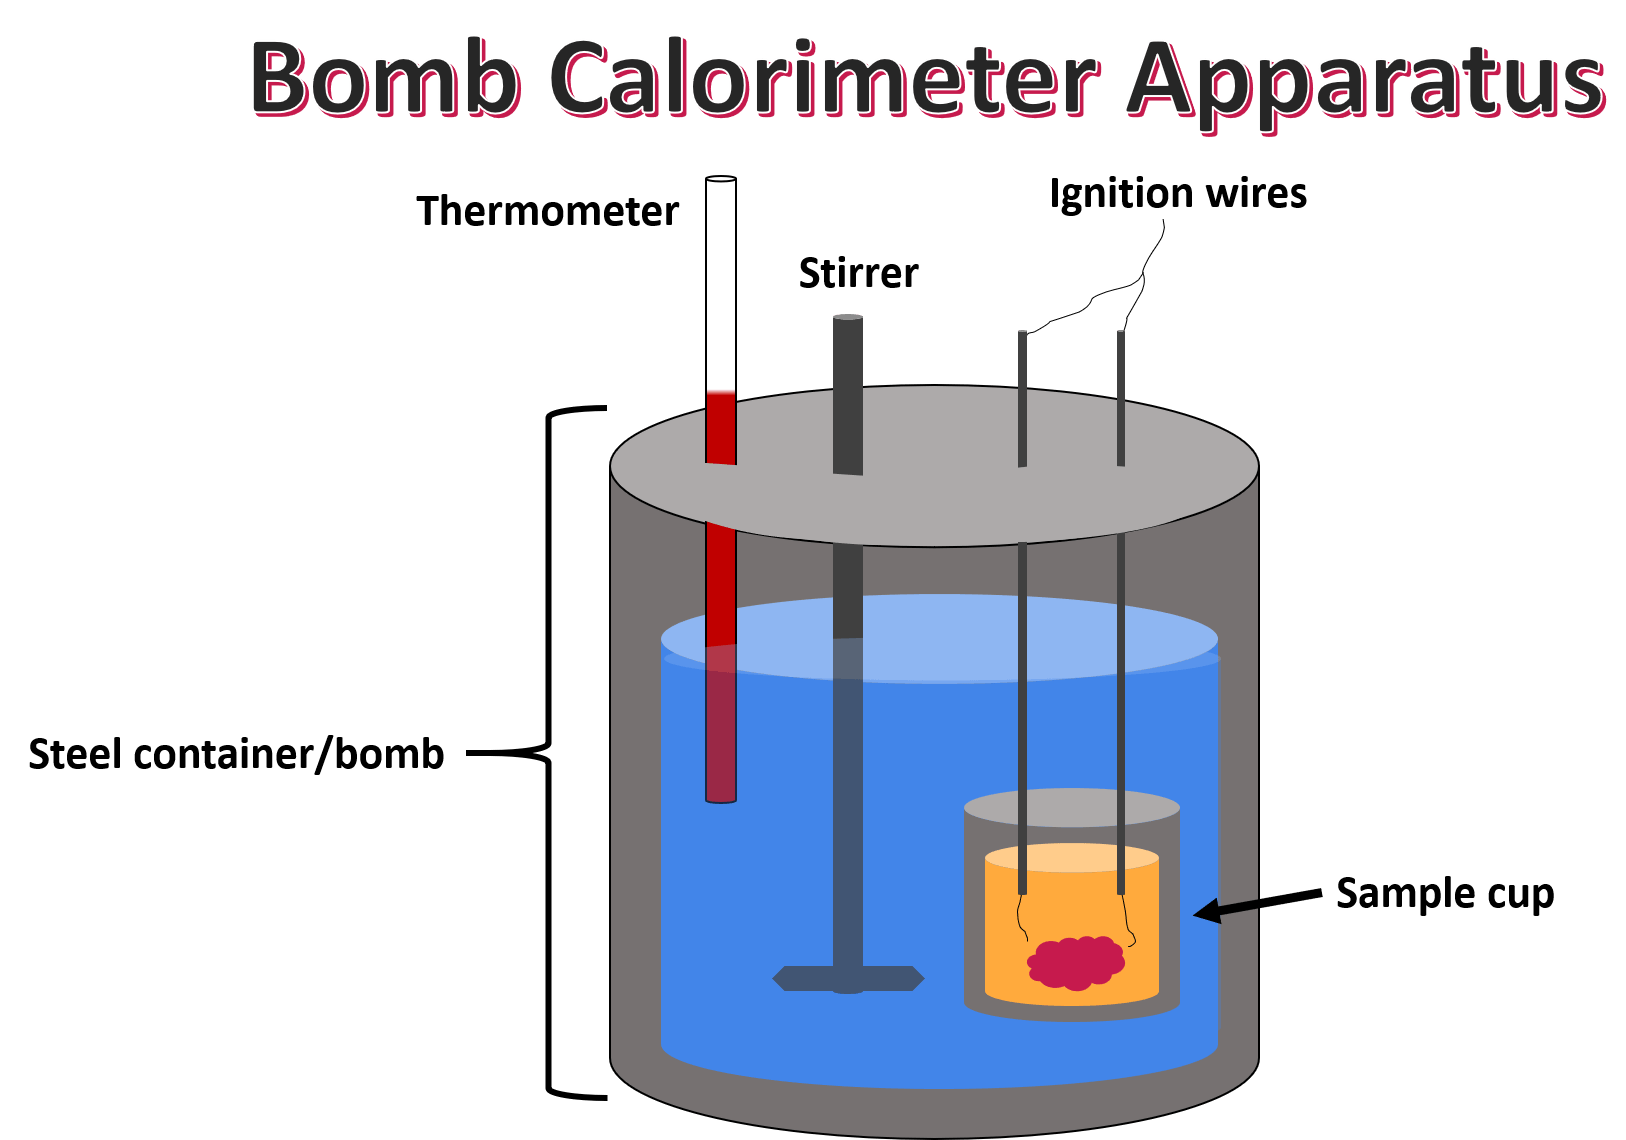 Bomb Calorimeter Apparatus
Thermometer
Ignition wires
Stirrer
Steel container/bomb
Sample cup